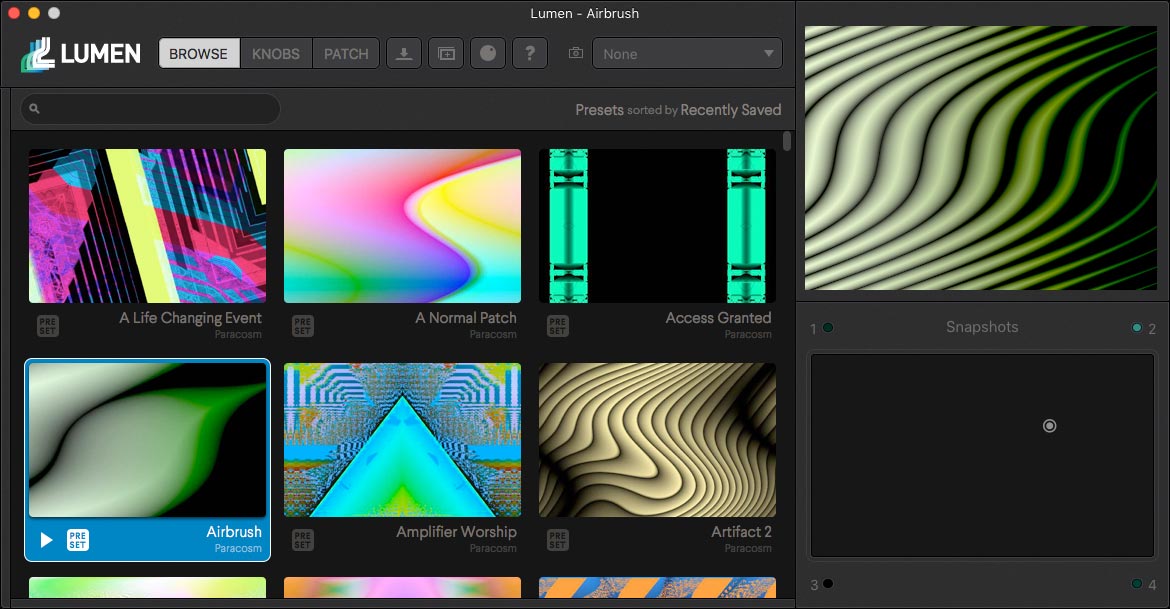 Lumen - Airbrush
LUMEN
BROWSE
KNOBS
PATCH
?
None
Presets sorted by Recently Saved
PRE
SET
A Life Changing Event
Paracosm
PRE
SET
A Normal Patch
Paracosm
PRE
SET
Access Granted
Paracosm
PRE
SET
Airbrush
Paracosm
PRE
SET
Amplifier Worship
Paracosm
PRE
SET
Artifact 2
Paracosm
1
Snapshots
2
3
4